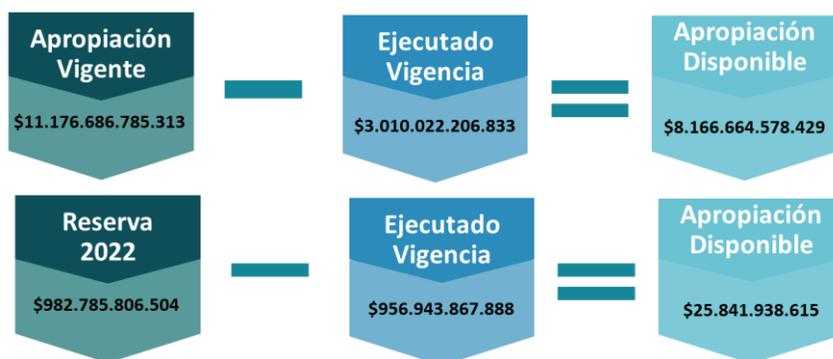 Apropiación
Vigente
$11.176.686.785.313
Ejecutado
Vigencia
$3.010.022.206.833
Apropiación
Disponible
$8.166.664.578.429
Reserva
2022
$982.785.806.504
Ejecutado
Vigencia
$956.943.867.888
Apropiación
Disponible
$25.841.938.615